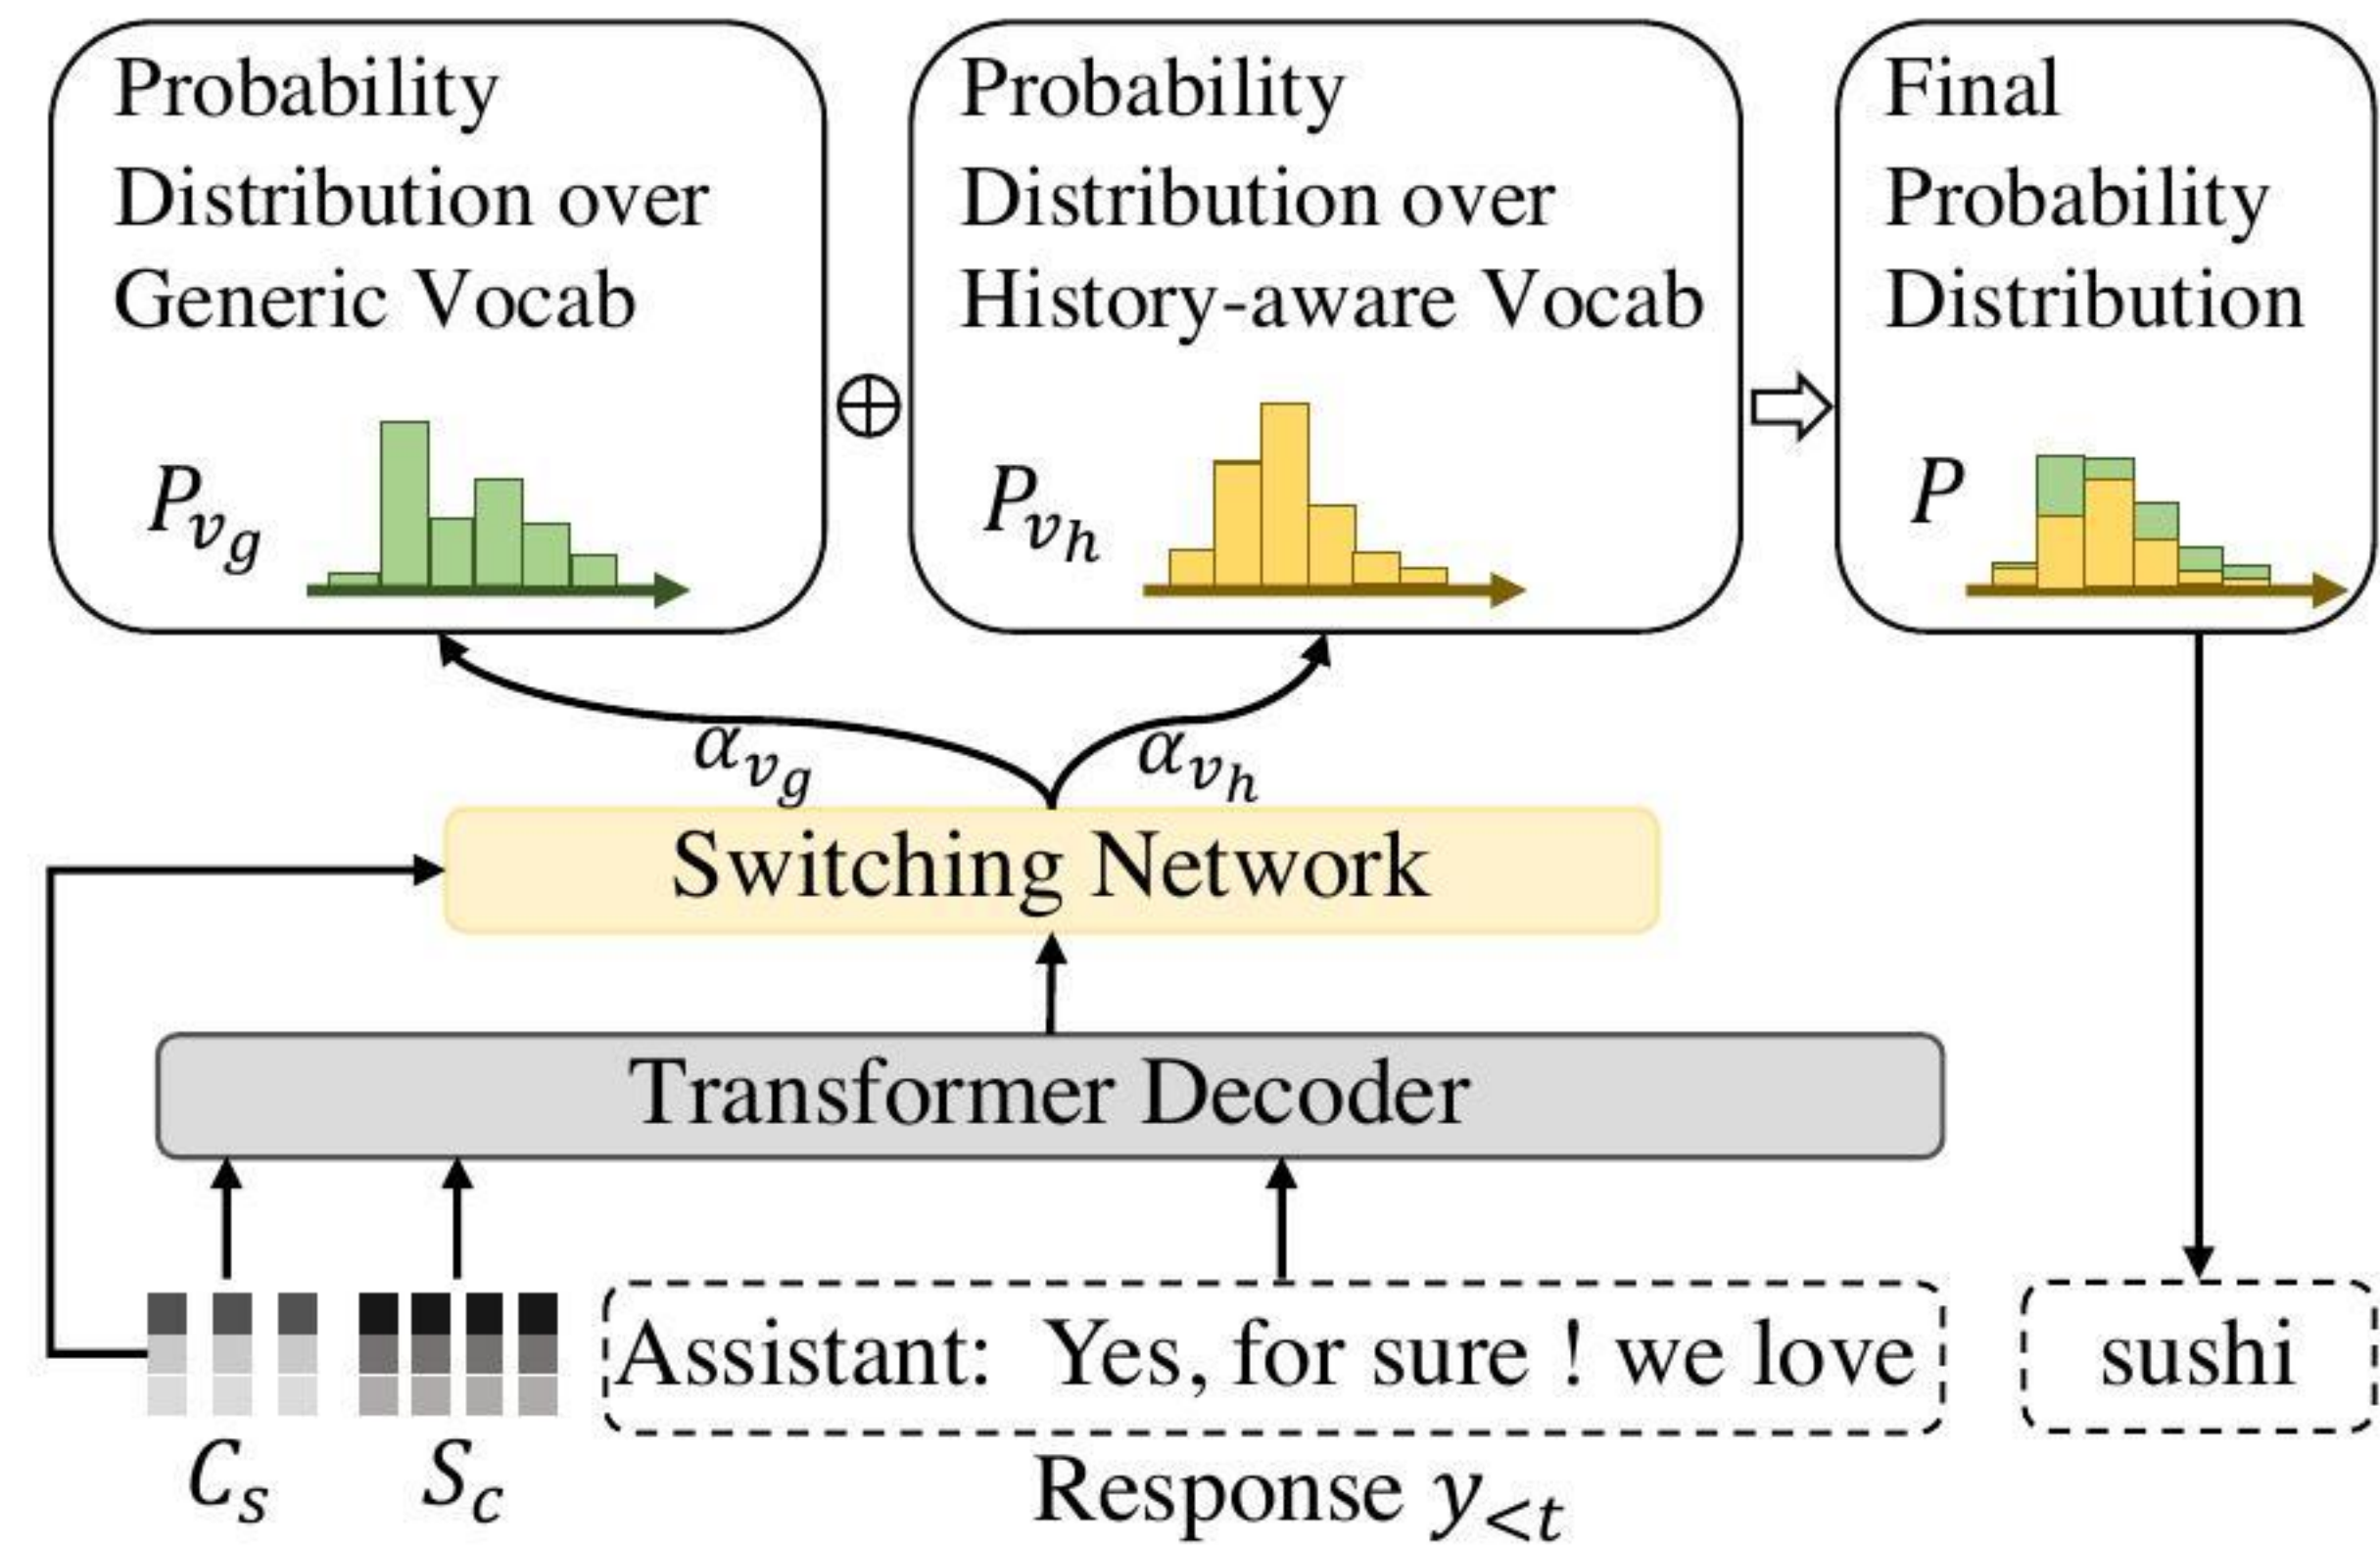 Probability
Distribution over
Generic Vocab
P_{v_g}
⊕
Probability
Distribution over
History-aware Vocab
P_{v_h}
Final
Probability
Distribution
P
α_{v_g}
α_{v_h}
Switching Network
Transformer Decoder
Assistant: Yes, for sure ! we love
sushi
C_s
S_c
Response y_{<t}